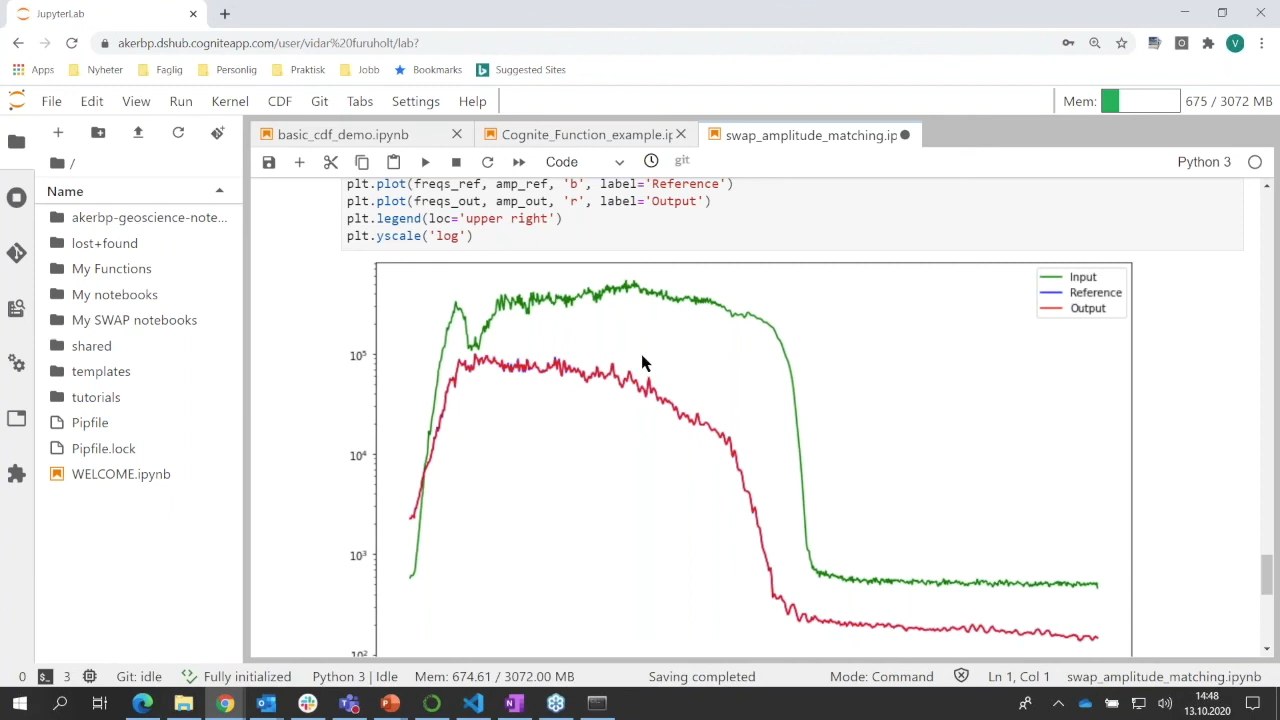 JupyterLab
akerbp.dshub.cogniteapp.com/user/vidar%20furuholt/lab?
V
Apps Nyheter Faglig Personlig Praktisk Jobb Bookmarks Suggested Sites
File Edit View Run Kernel CDF Git Tabs Settings Help Mem: 675 / 3072 MB
basic_cdf_demo.ipynb Cognite_Function_example.ip swap_amplitude_matching.ip
Code git Python 3
/
Name
akerbp-geoscience-note...
lost+found
My Functions
My notebooks
My SWAP notebooks
shared
templates
tutorials
Pipfile
Pipfile.lock
WELCOME.ipynb
plt.plot(freqs_ref, amp_ref, 'b', label='Reference')
plt.plot(freqs_out, amp_out, 'r', label='Output')
plt.legend(loc='upper right')
plt.yscale('log')
Input
Reference
Output
10⁵
10⁴
10³
10²
0 3 Git: idle Fully initialized Python 3 | Idle Mem: 674.61 / 3072.00 MB Saving completed Mode: Command Ln 1, Col 1 swap_amplitude_matching.ipynb
14:48
13.10.2020